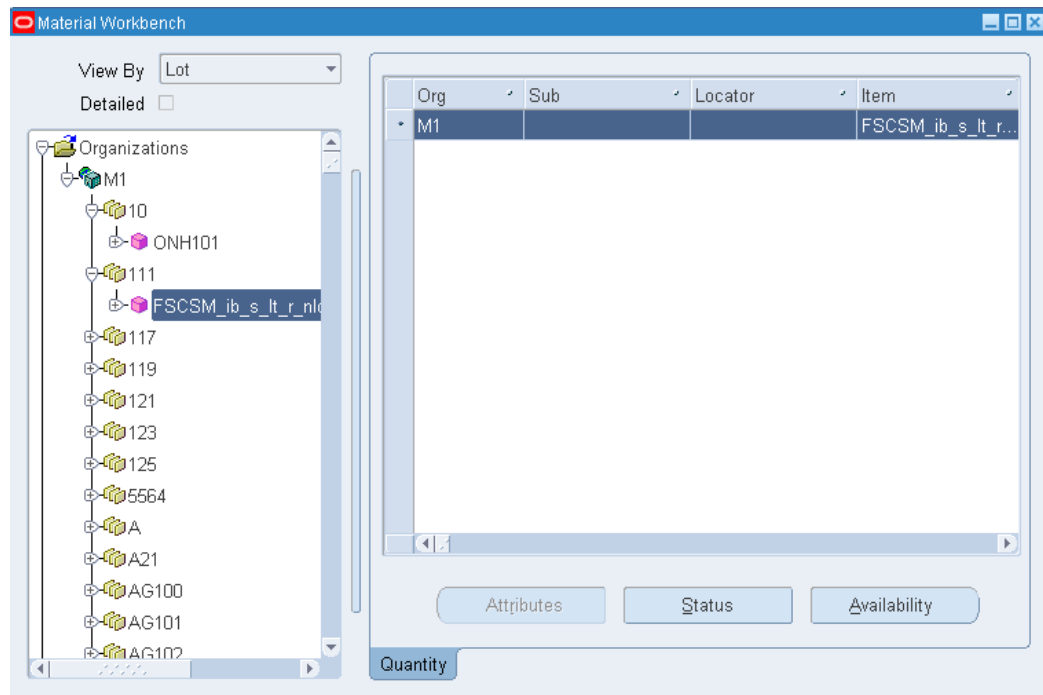 Material Workbench
View By Lot
Detailed
Organizations
M1
10
ONH101
111
FSCSM_ib_s_lt_r_nlo
117
119
121
123
125
5564
A
A21
AG100
AG101
AG102
Org Sub Locator Item
M1 FSCSM_ib_s_lt_r...
Attributes Status Availability
Quantity